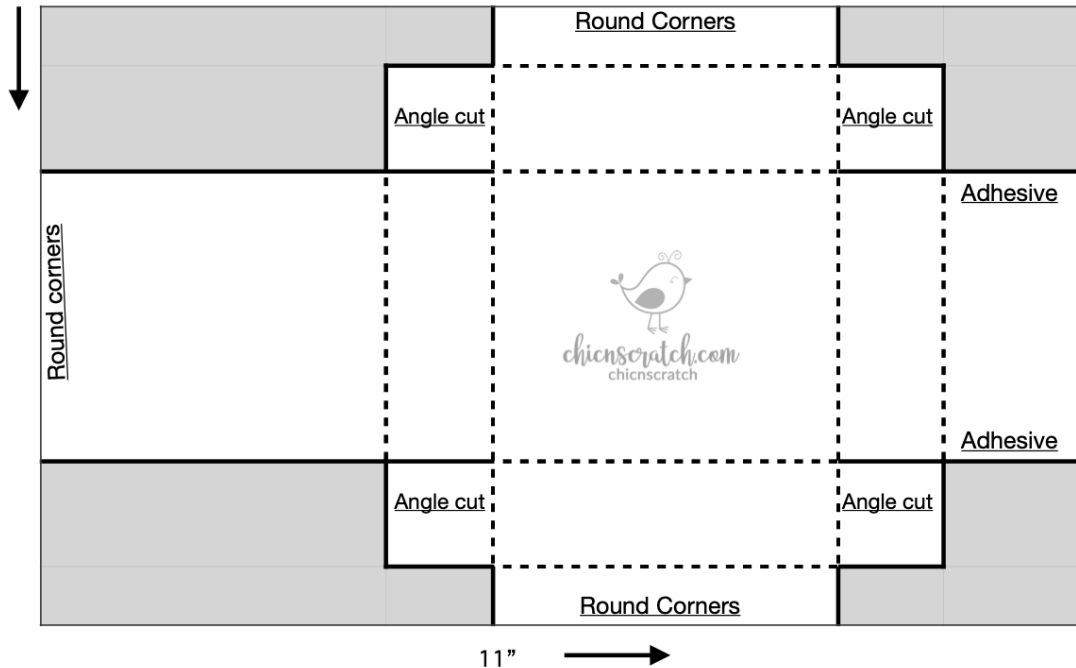 Round Corners
Angle cut
Angle cut
Adhesive
Round corners
chicnscratch.com
chicnscratch
Adhesive
Angle cut
Angle cut
Round Corners
11”